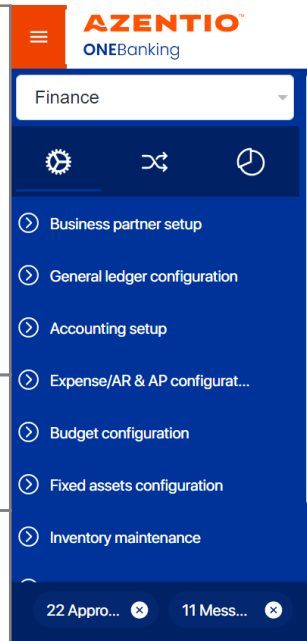 AZENTIO
ONEBanking
Finance
Business partner setup
General ledger configuration
Accounting setup
Expense/AR & AP configurat...
Budget configuration
Fixed assets configuration
Inventory maintenance
22 Appro... 11 Mess...